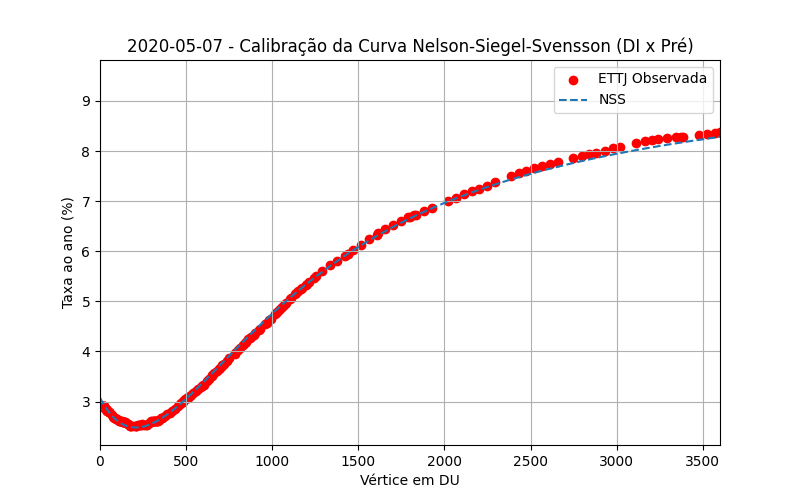 2020-05-07 - Calibração da Curva Nelson-Siegel-Svensson (DI x Pré)
ETTJ Observada
NSS
Taxa ao ano (%)
9
8
7
6
5
4
3
0 500 1000 1500 2000 2500 3000 3500
Vértice em DU